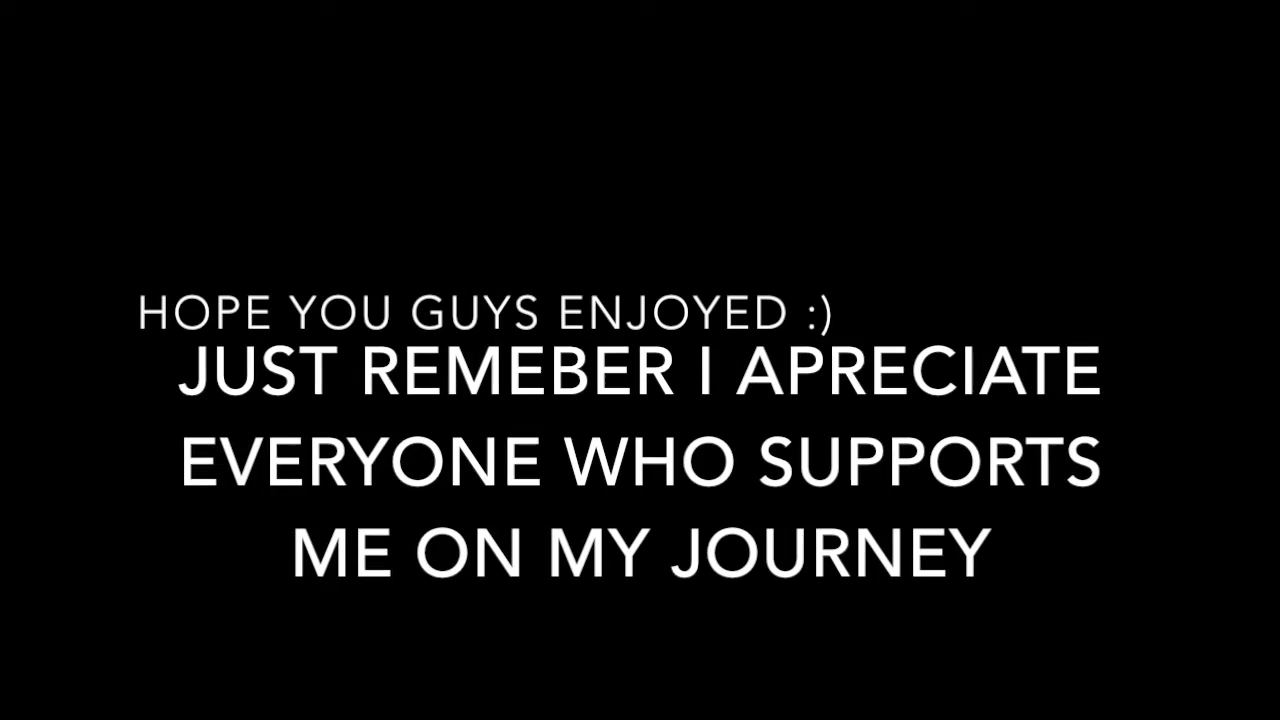 HOPE YOU GUYS ENJOYED :)
JUST REMEBER I APRECIATE
EVERYONE WHO SUPPORTS
ME ON MY JOURNEY